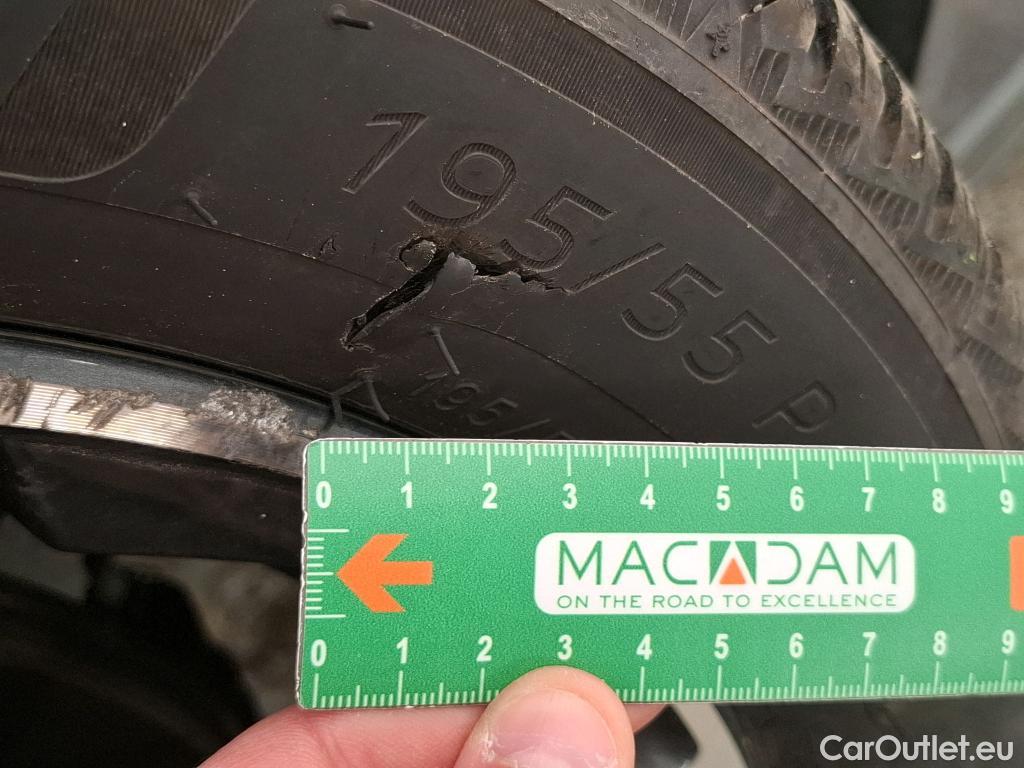 195/55 P
195/
0 1 2 3 4 5 6 7 8 9
MACADAM
ON THE ROAD TO EXCELLENCE
0 1 2 3 4 5 6 7 8 9
CarOutlet.eu